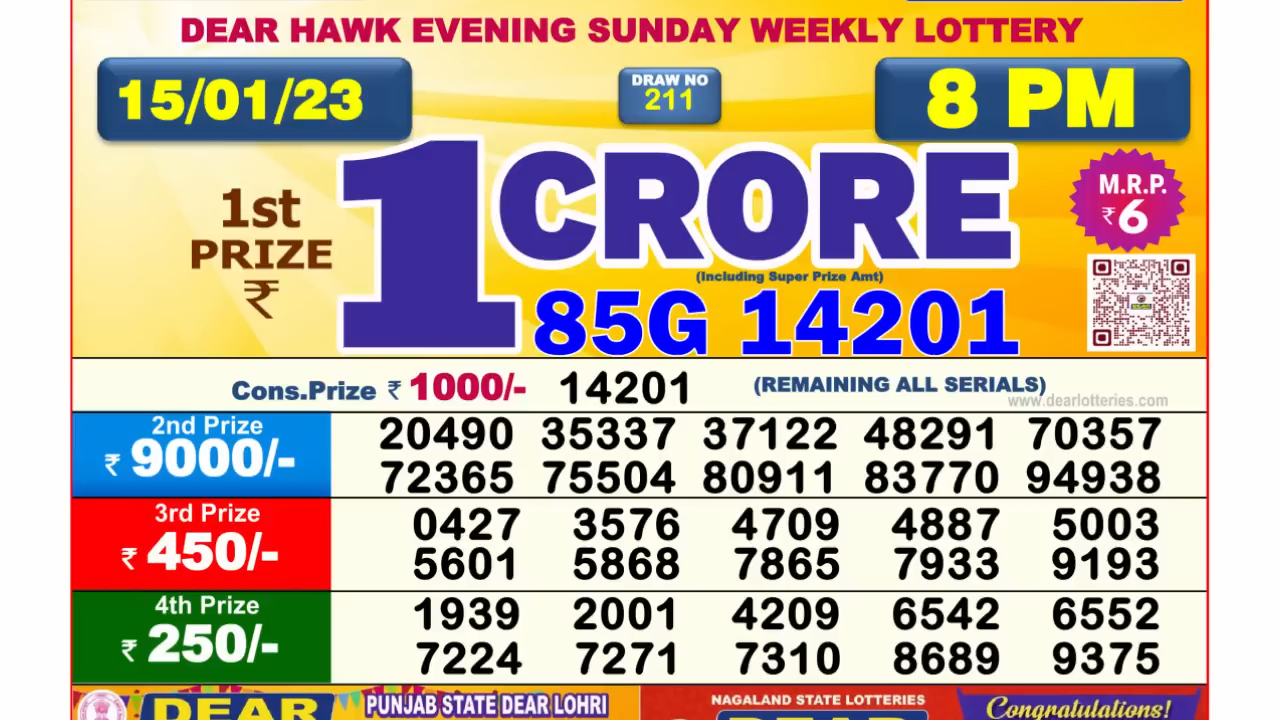 DEAR HAWK EVENING SUNDAY WEEKLY LOTTERY
15/01/23
DRAW NO
211
8 PM
1st
PRIZE
₹
1 CRORE
(Including Super Prize Amt)
85G 14201
M.R.P.
₹6
Cons.Prize ₹ 1000/- 14201 (REMAINING ALL SERIALS)
www.dearlotteries.com
2nd Prize
₹ 9000/-
20490 35337 37122 48291 70357
72365 75504 80911 83770 94938
3rd Prize
₹ 450/-
0427 3576 4709 4887 5003
5601 5868 7865 7933 9193
4th Prize
₹ 250/-
1939 2001 4209 6542 6552
7224 7271 7310 8689 9375
DEAR
PUNJAB STATE DEAR LOHRI
NAGALAND STATE LOTTERIES
DEAR
Congratulations!